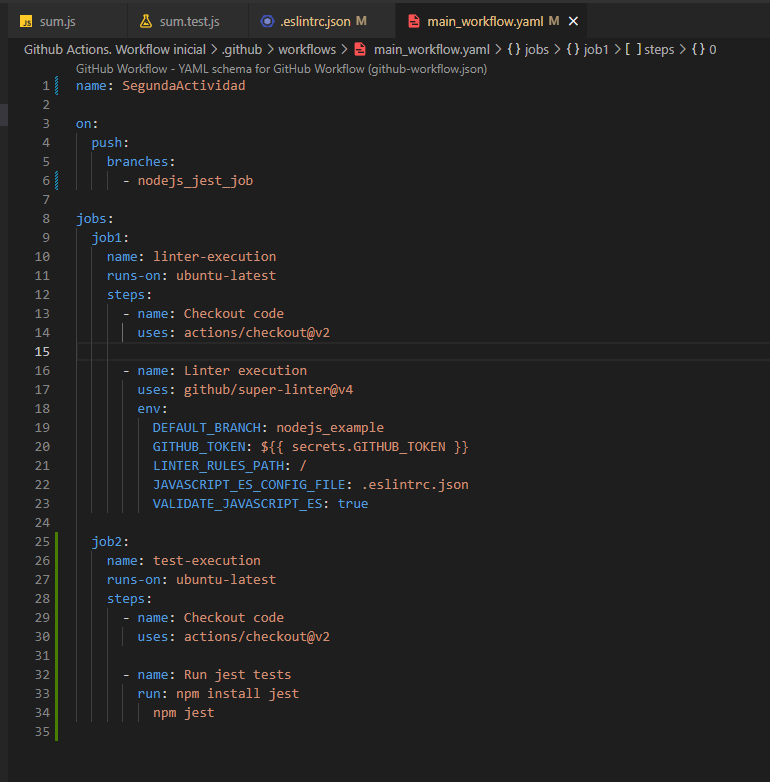 JS sum.js sum.test.js .eslintrc.json M main_workflow.yaml M
Github Actions. Workflow inicial > .github > workflows > main_workflow.yaml > {} jobs > {} job1 > [ ] steps > {} 0
GitHub Workflow - YAML schema for GitHub Workflow (github-workflow.json)
1 name: SegundaActividad
2
3 on:
4 push:
5 branches:
6 - nodejs_jest_job
7
8 jobs:
9 job1:
10 name: linter-execution
11 runs-on: ubuntu-latest
12 steps:
13 - name: Checkout code
14 uses: actions/checkout@v2
15
16 - name: Linter execution
17 uses: github/super-linter@v4
18 env:
19 DEFAULT_BRANCH: nodejs_example
20 GITHUB_TOKEN: ${{ secrets.GITHUB_TOKEN }}
21 LINTER_RULES_PATH: /
22 JAVASCRIPT_ES_CONFIG_FILE: .eslintrc.json
23 VALIDATE_JAVASCRIPT_ES: true
24
25 job2:
26 name: test-execution
27 runs-on: ubuntu-latest
28 steps:
29 - name: Checkout code
30 uses: actions/checkout@v2
31
32 - name: Run jest tests
33 run: npm install jest
34 npm jest
35